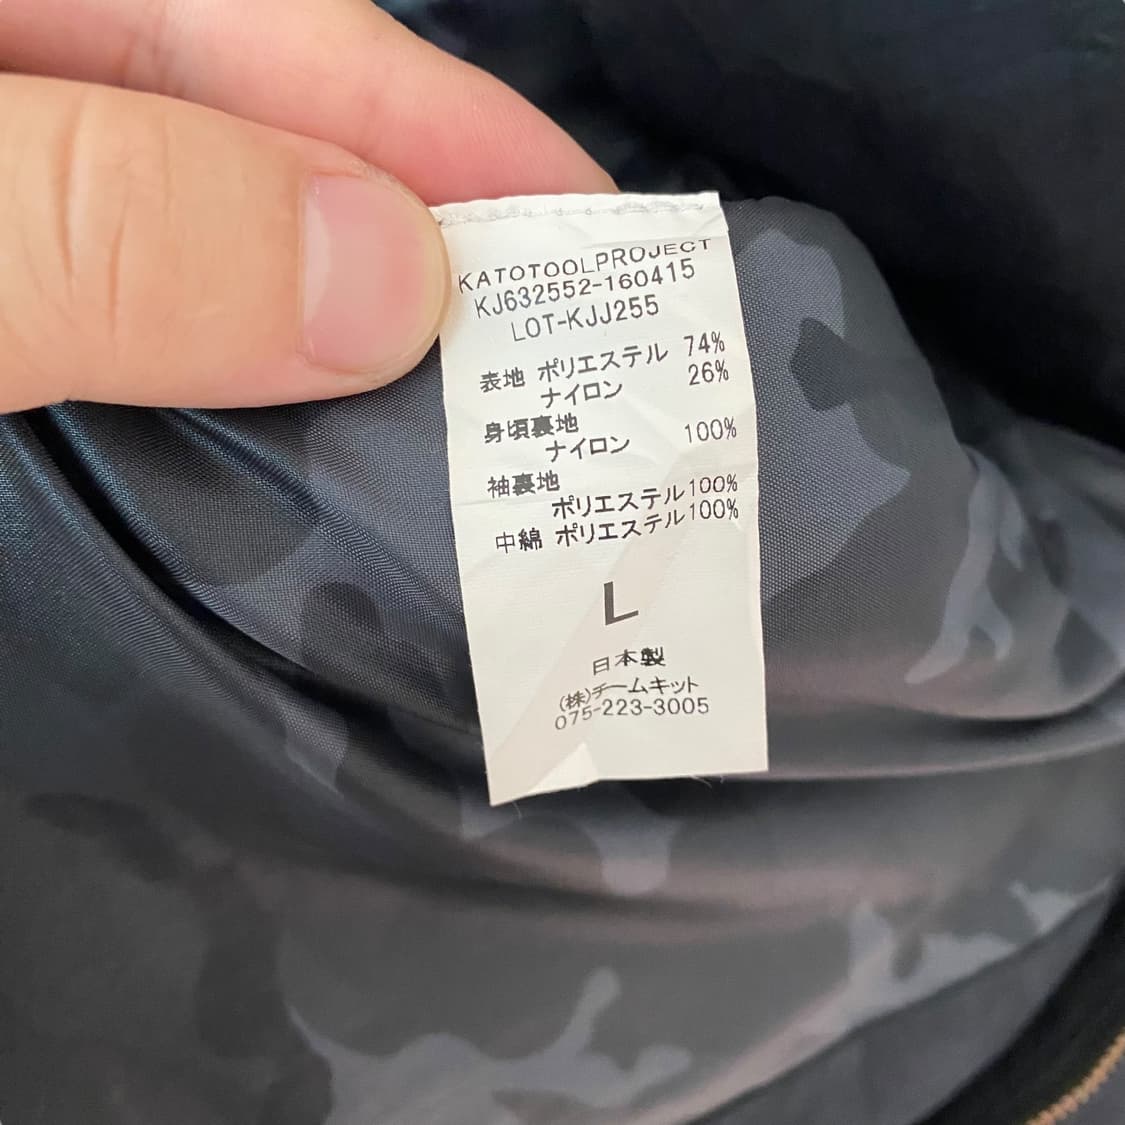 KATOTOOLPROJECT
KJ632552-160415
LOT-KJJ255
表地 ポリエステル 74%
ナイロン 26%
身頃裏地
ナイロン 100%
袖裏地
ポリエステル100%
中綿 ポリエステル100%
L
日本製
(株)チームキット
075-223-3005